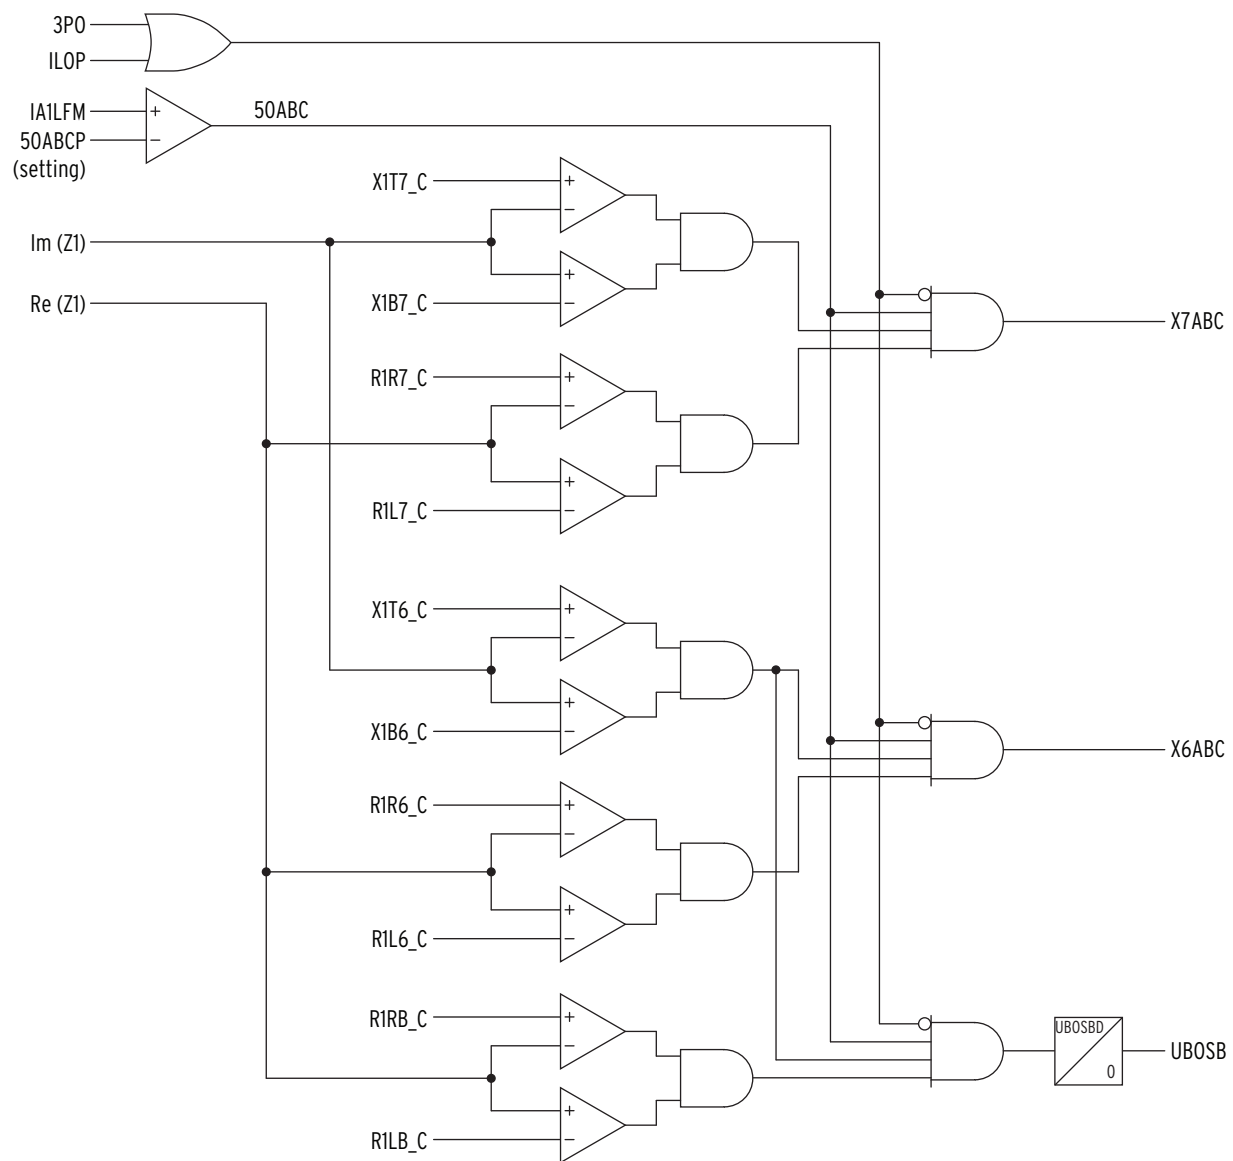 3PO
ILOP
IA1LFM
50ABCP
(setting)
+
−
50ABC
X1T7_C
+
−
Im (Z1)
+
−
X1B7_C
Re (Z1)
X7ABC
R1R7_C
+
−
+
−
R1L7_C
X1T6_C
+
−
+
−
X1B6_C
X6ABC
R1R6_C
+
−
+
−
R1L6_C
R1RB_C
+
−
UBOSBD
0
UBOSB
+
−
R1LB_C